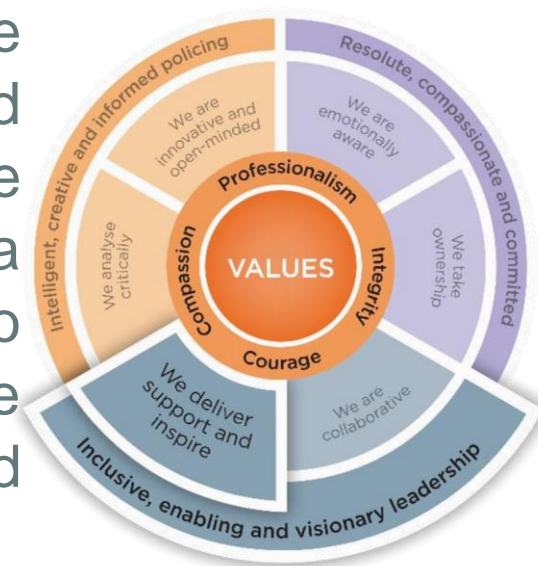 e
d
e
a
o
e
d
Intelligent, creative and informed policing
Resolute, compassionate and committed
We are
innovative and
open-minded
We are
emotionally
aware
We analyse
critically
We take
ownership
Professionalism
Integrity
Courage
Compassion
VALUES
We deliver
support and
inspire
We are
collaborative
Inclusive, enabling and visionary leadership